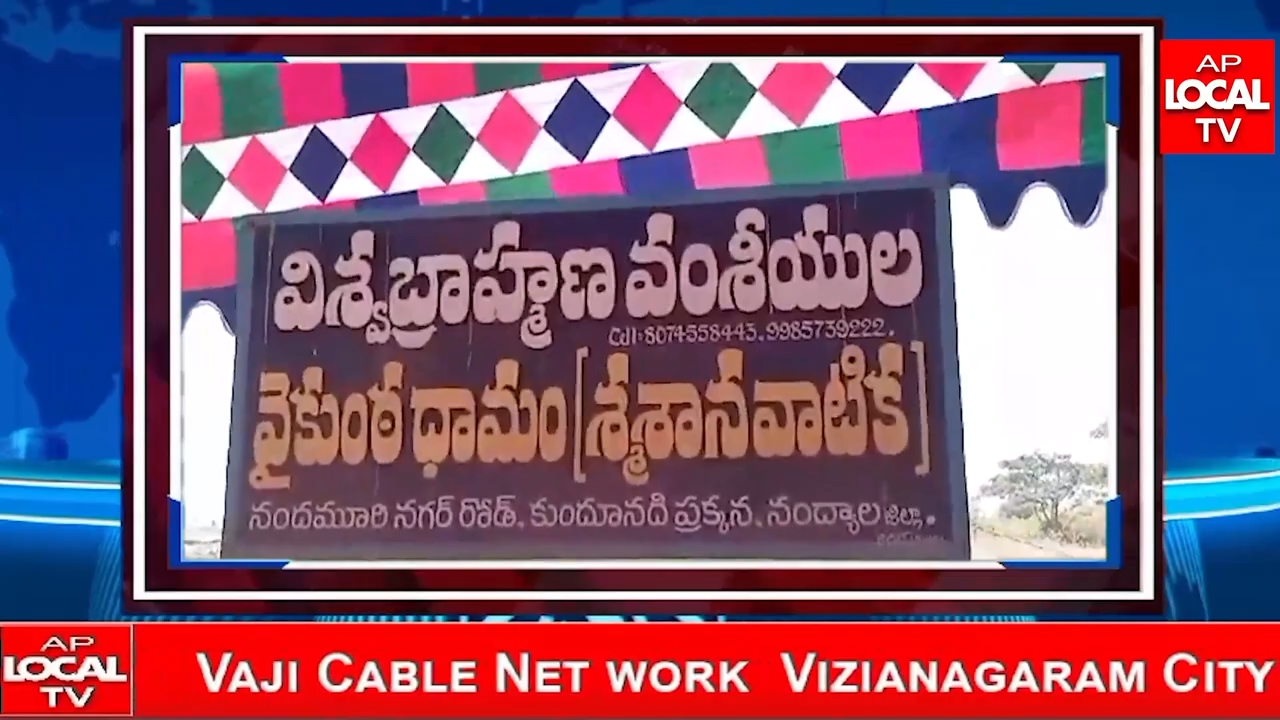 AP
LOCAL
TV
విశ్వబ్రాహ్మణ వంశీయుల
Cell:8074558443. 9985739222.
వైకుంఠ ధామం [శ్మశానవాటిక]
నందమూరి నగర్ రోడ్, కుందూనది ప్రక్కన, నంద్యాల జిల్లా.
AP
LOCAL
TV
VAJI CABLE NET WORK VIZIANAGARAM CITY